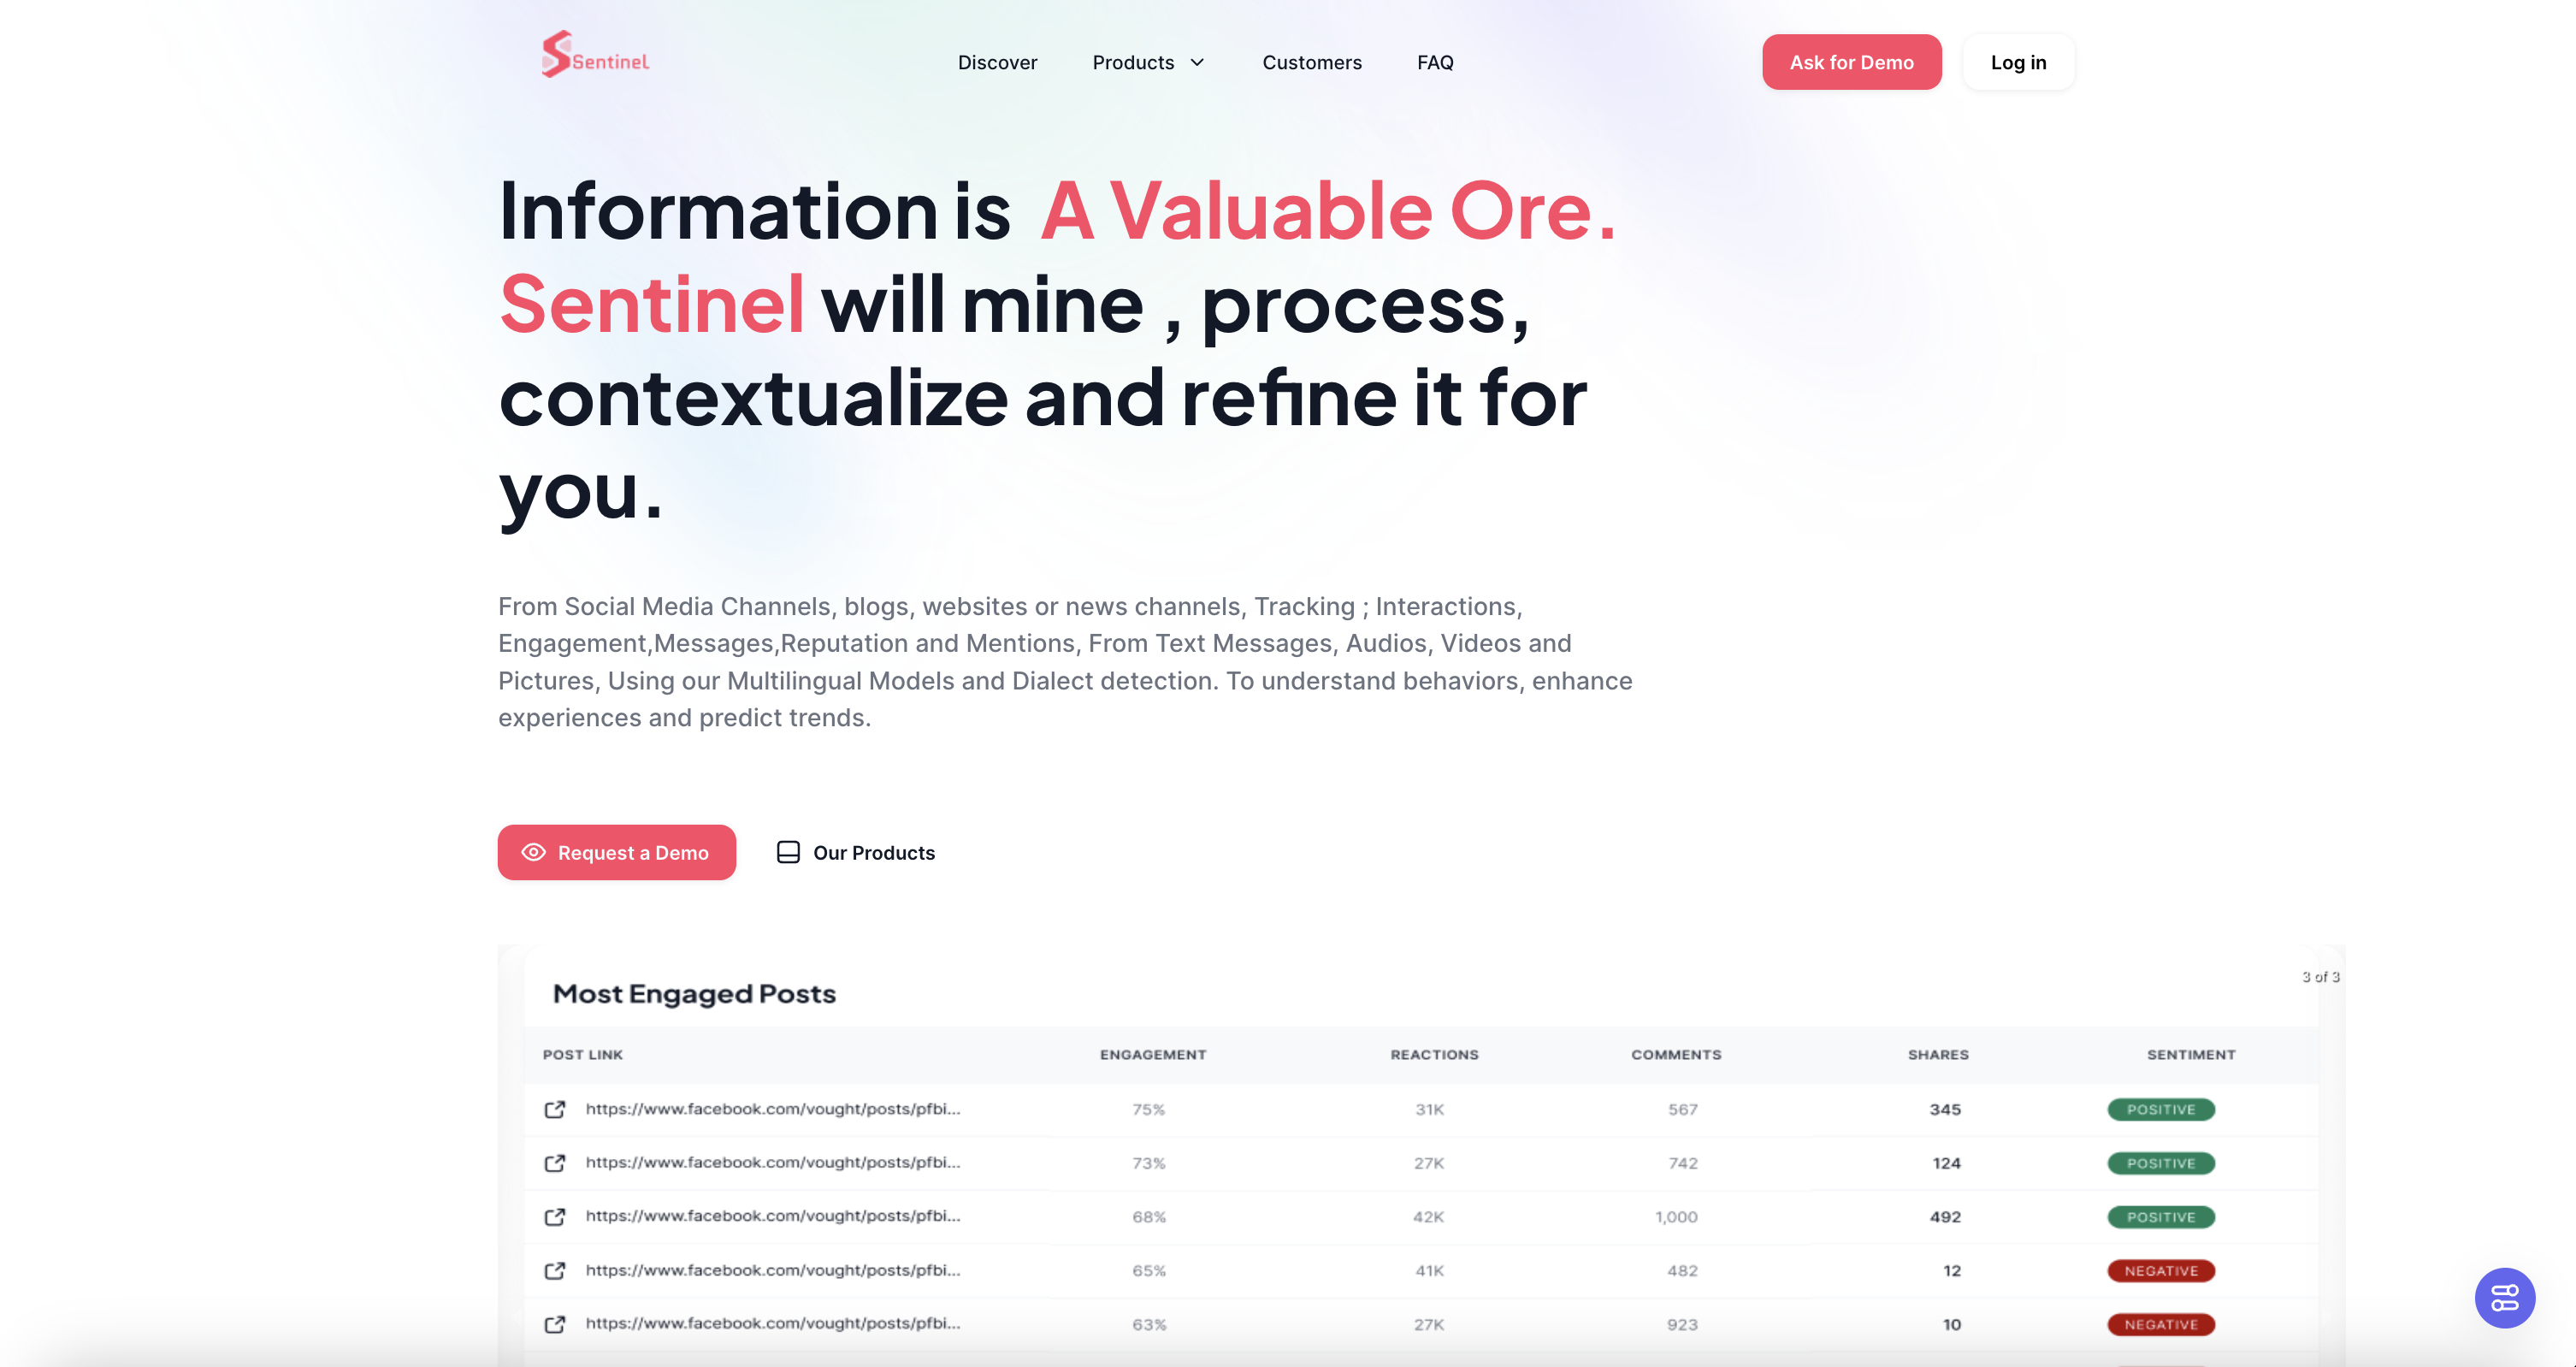 Sentinel
Discover Products Customers FAQ Ask for Demo Log in
Information is A Valuable Ore.
Sentinel will mine , process,
contextualize and refine it for
you.
From Social Media Channels, blogs, websites or news channels, Tracking ; Interactions,
Engagement,Messages,Reputation and Mentions, From Text Messages, Audios, Videos and
Pictures, Using our Multilingual Models and Dialect detection. To understand behaviors, enhance
experiences and predict trends.
Request a Demo Our Products
3 of 3
Most Engaged Posts
POST LINK ENGAGEMENT REACTIONS COMMENTS SHARES SENTIMENT
https://www.facebook.com/vought/posts/pfbi... 75% 31K 567 345 POSITIVE
https://www.facebook.com/vought/posts/pfbi... 73% 27K 742 124 POSITIVE
https://www.facebook.com/vought/posts/pfbi... 68% 42K 1,000 492 POSITIVE
https://www.facebook.com/vought/posts/pfbi... 65% 41K 482 12 NEGATIVE
https://www.facebook.com/vought/posts/pfbi... 63% 27K 923 10 NEGATIVE